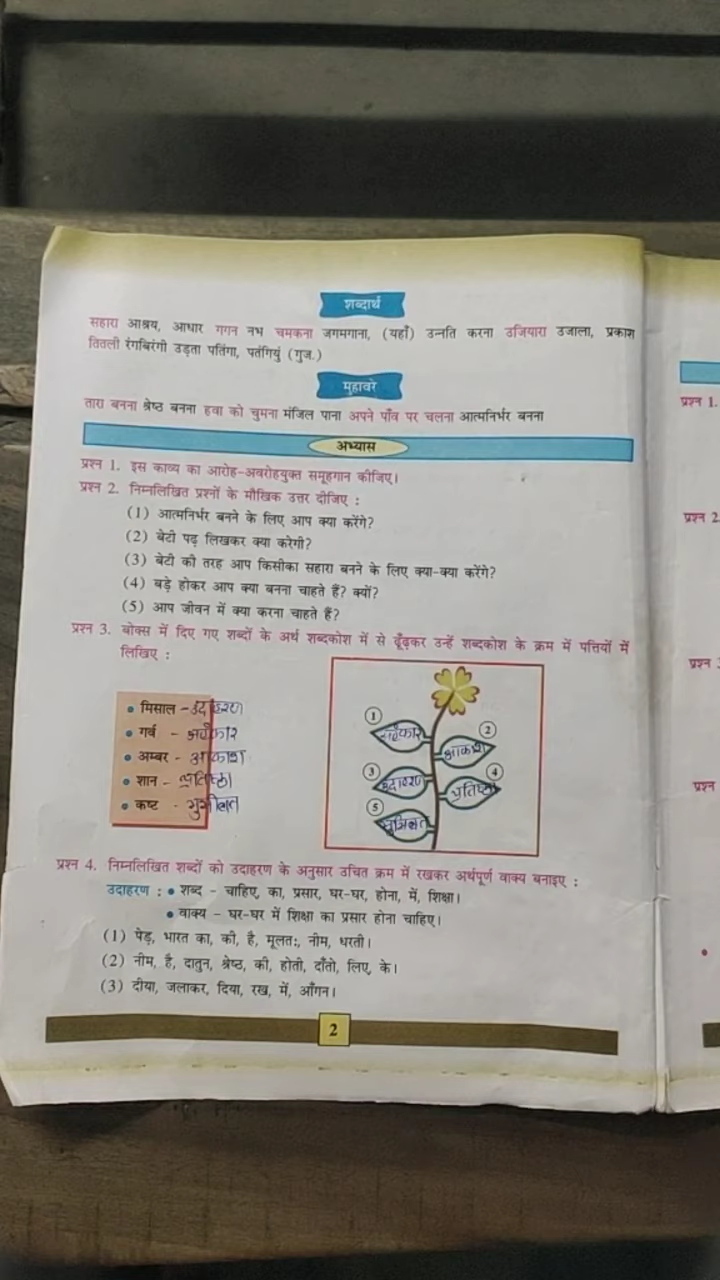 शब्दार्थ
सहारा आश्रय, आधार गगन नभ चमकना जगमगाना, (यहाँ) उन्नति करना उजियारा उजाला, प्रकाश
तितली रंगबिरंगी उड़ता पतिंगा, पतंगियुं (गुज.)
मुहावरे
तारा बनना श्रेष्ठ बनना हवा को चुमना मंजिल पाना अपने पाँव पर चलना आत्मनिर्भर बनना
अभ्यास
प्रश्न 1. इस काव्य का आरोह-अवरोहयुक्त समूहगान कीजिए।
प्रश्न 2. निम्नलिखित प्रश्नों के मौखिक उत्तर दीजिए :
(1) आत्मनिर्भर बनने के लिए आप क्या करेंगे?
(2) बेटी पढ़ लिखकर क्या करेगी?
(3) बेटी की तरह आप किसीका सहारा बनने के लिए क्या-क्या करेंगे?
(4) बड़े होकर आप क्या बनना चाहते हैं? क्यों?
(5) आप जीवन में क्या करना चाहते हैं?
प्रश्न 3. बोक्स में दिए गए शब्दों के अर्थ शब्दकोश में से ढूँढ़कर उन्हें शब्दकोश के क्रम में पत्तियों में
लिखिए :
• मिसाल - उदाहरण
• गर्व - अहंकार
• अम्बर - आकाश
• शान - प्रतिष्ठा
• कष्ट - मुसीबत
1 अहंकार
2 आकाश
3 उदाहरण
4 प्रतिष्ठा
5
प्रश्न 4. निम्नलिखित शब्दों को उदाहरण के अनुसार उचित क्रम में रखकर अर्थपूर्ण वाक्य बनाइए :
उदाहरण : • शब्द - चाहिए, का, प्रसार, घर-घर, होना, में, शिक्षा।
• वाक्य - घर-घर में शिक्षा का प्रसार होना चाहिए।
(1) पेड़, भारत का, की, है, मूलतः, नीम, धरती।
(2) नीम, है, दातुन, श्रेष्ठ, की, होती, दाँतो, लिए, के।
(3) दीया, जलाकर, दिया, रख, में, आँगन।
2
प्रश्न 1.
प्रश्न 2
प्रश्न 3
प्रश्न